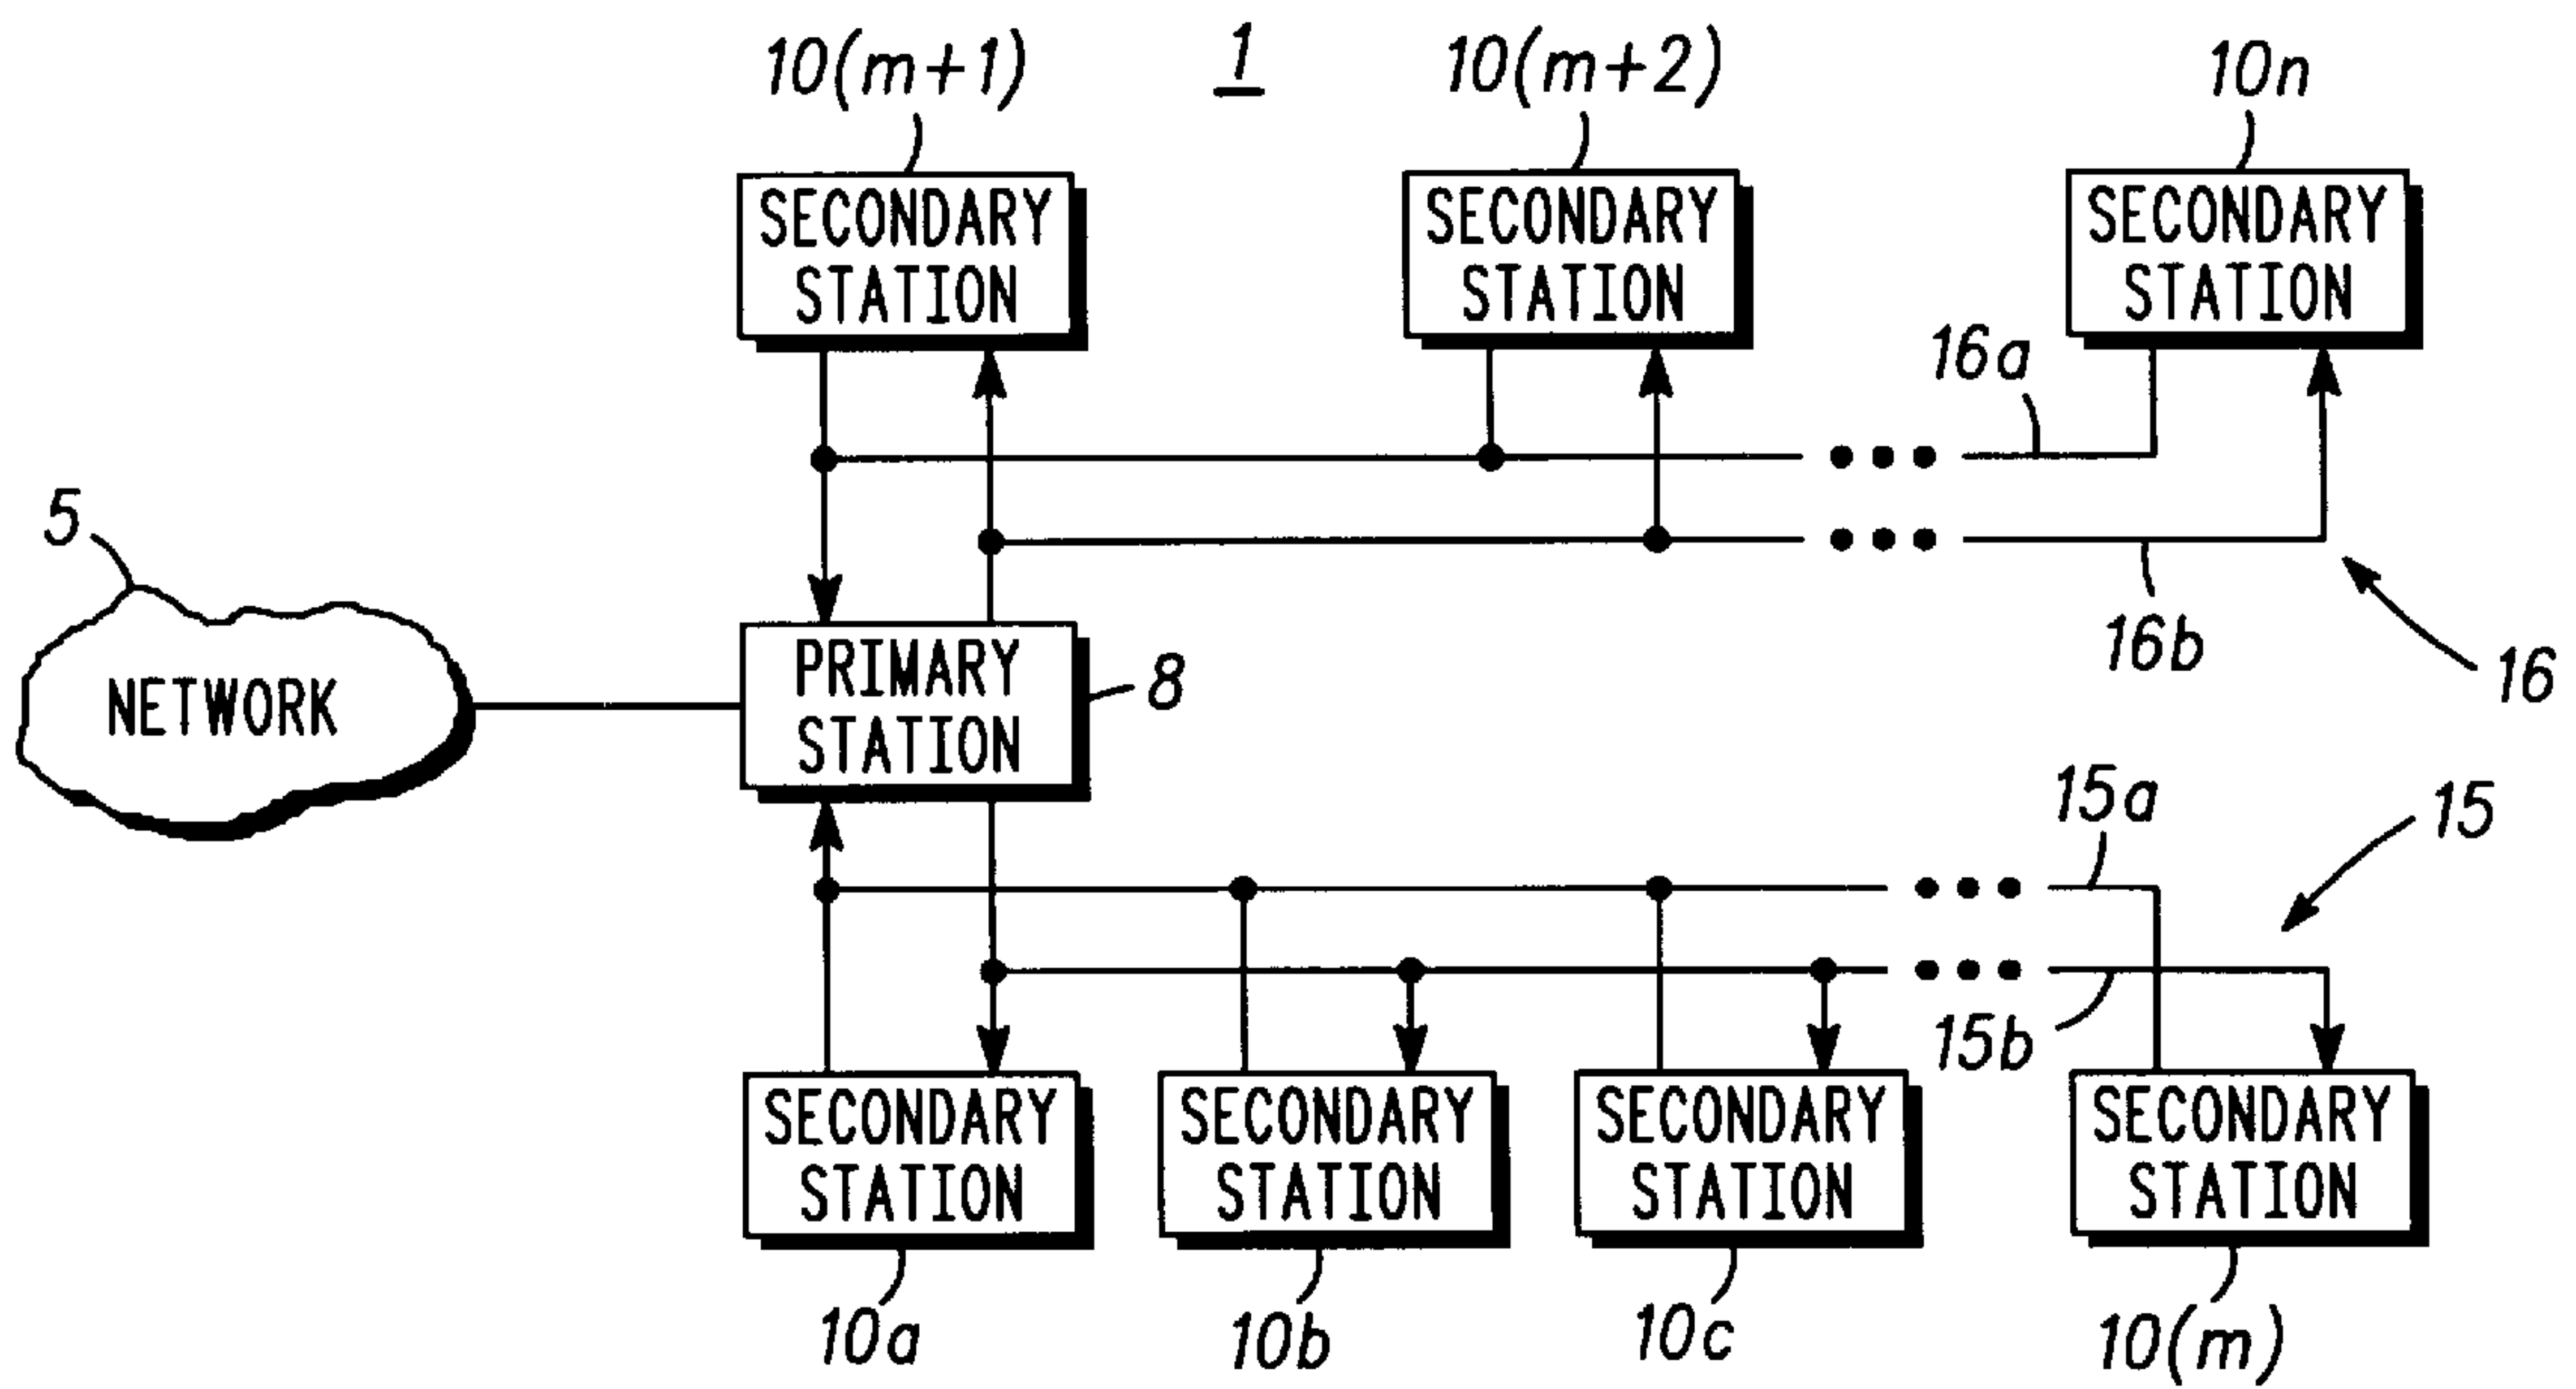 10(m+1)
1
10(m+2)
10n
SECONDARY
STATION
SECONDARY
STATION
SECONDARY
STATION
16a
5
16b
16
NETWORK
PRIMARY
STATION
8
15a
15
15b
SECONDARY
STATION
SECONDARY
STATION
SECONDARY
STATION
SECONDARY
STATION
10a
10b
10c
10(m)